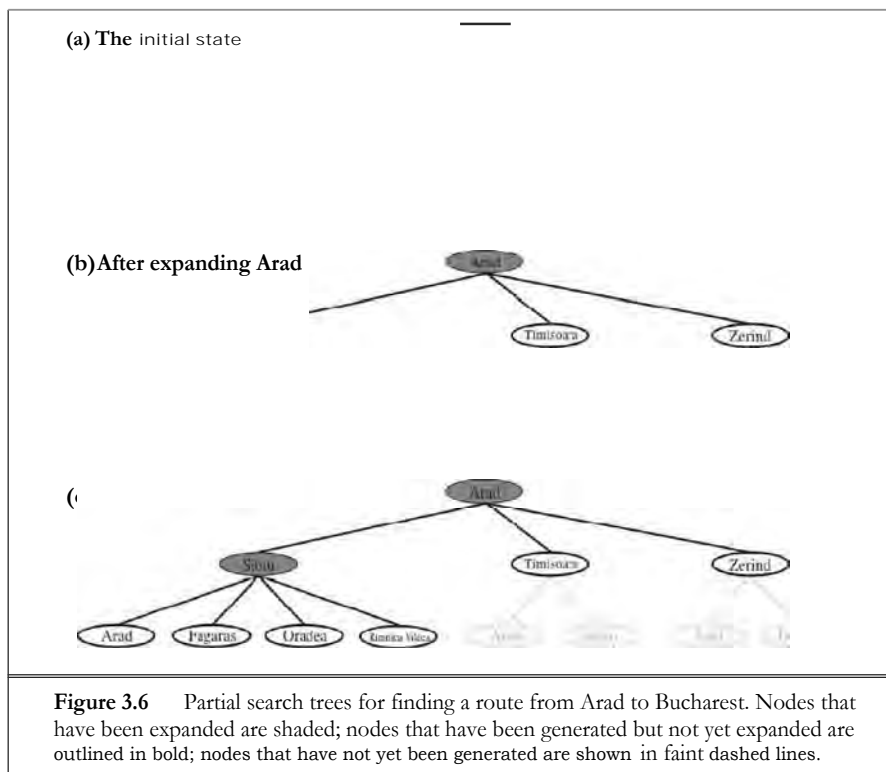 (a) The initial state
(b) After expanding Arad
Arad
Timisoara
Zerind
(c
Arad
Timisoara
Zerind
Arad
Fagaras
Oradea
Figure 3.6 Partial search trees for finding a route from Arad to Bucharest. Nodes that
have been expanded are shaded; nodes that have been generated but not yet expanded are
outlined in bold; nodes that have not yet been generated are shown in faint dashed lines.